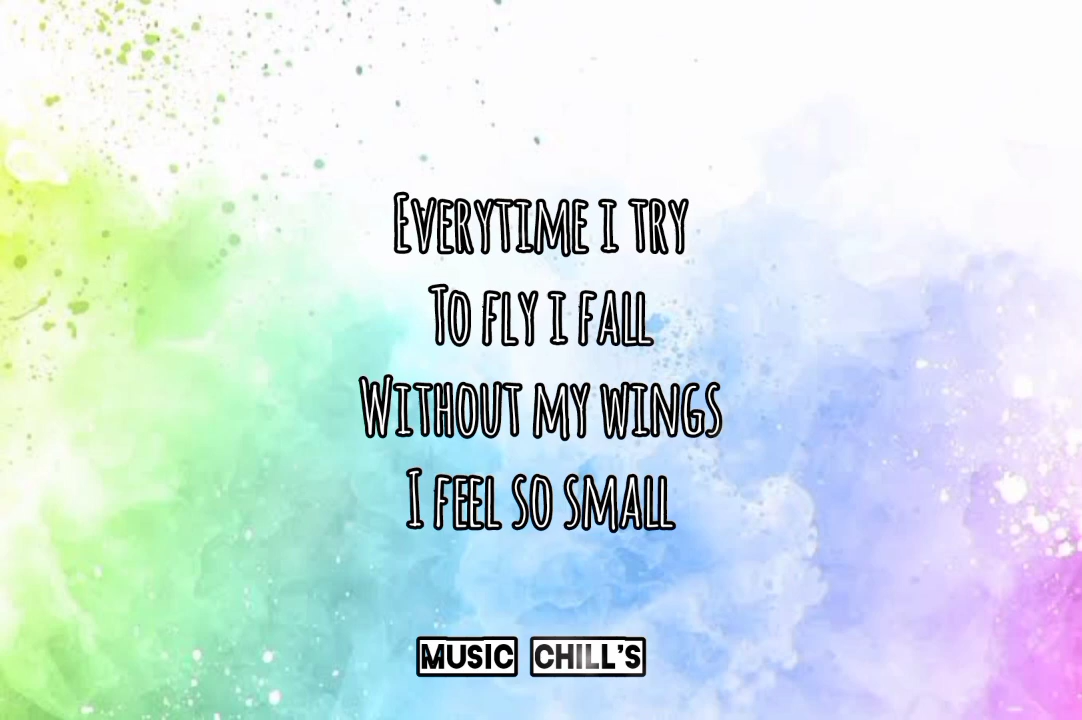 Everytime i try
To fly i fall
Without my wings
I feel so small
MUSIC CHILL'S